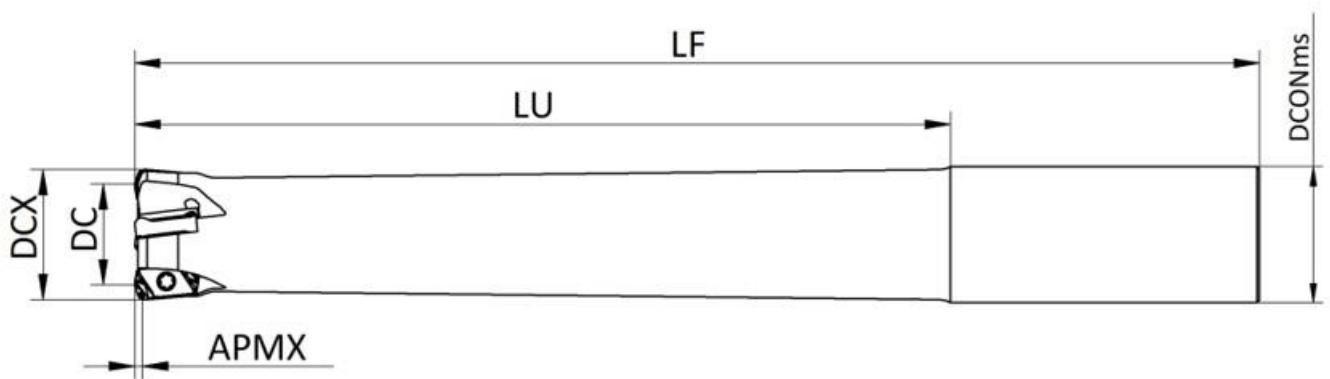 LF
LU
DCONms
DCX
DC
APMX